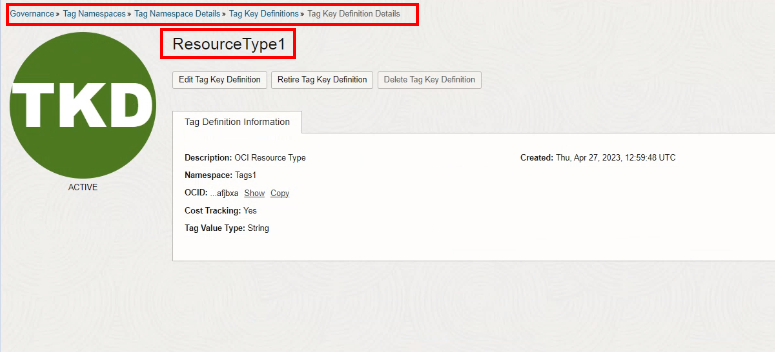 Governance » Tag Namespaces » Tag Namespace Details » Tag Key Definitions » Tag Key Definition Details
TKD
ACTIVE
ResourceType1
Edit Tag Key Definition Retire Tag Key Definition Delete Tag Key Definition
Tag Definition Information
Description: OCI Resource Type Created: Thu, Apr 27, 2023, 12:59:48 UTC
Namespace: Tags1
OCID: ...afjbxa Show Copy
Cost Tracking: Yes
Tag Value Type: String